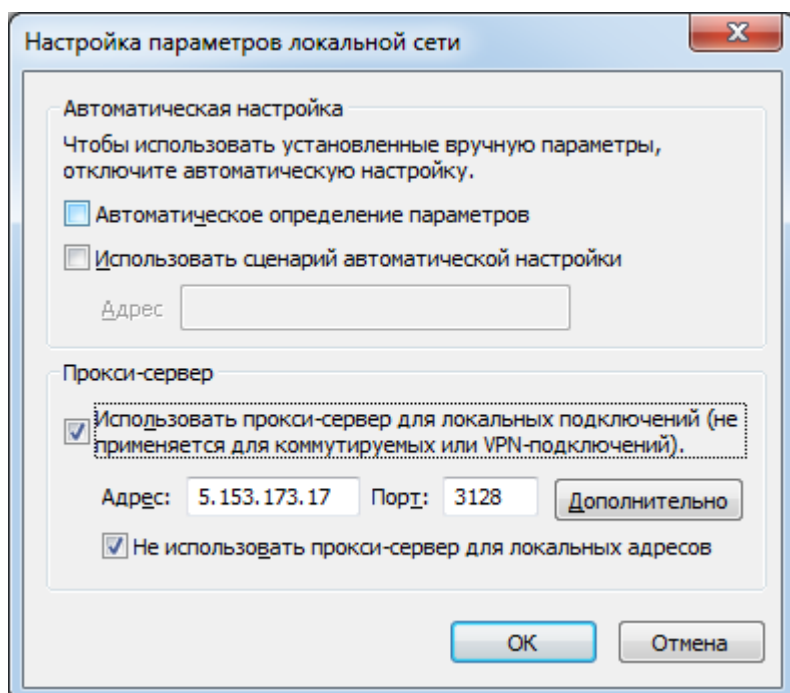 Настройка параметров локальной сети
Автоматическая настройка
Чтобы использовать установленные вручную параметры,
отключите автоматическую настройку.
Автоматическое определение параметров
Использовать сценарий автоматической настройки
Адрес
Прокси-сервер
Использовать прокси-сервер для локальных подключений (не
применяется для коммутируемых или VPN-подключений).
Адрес: 5.153.173.17 Порт: 3128 Дополнительно
Не использовать прокси-сервер для локальных адресов
ОК Отмена